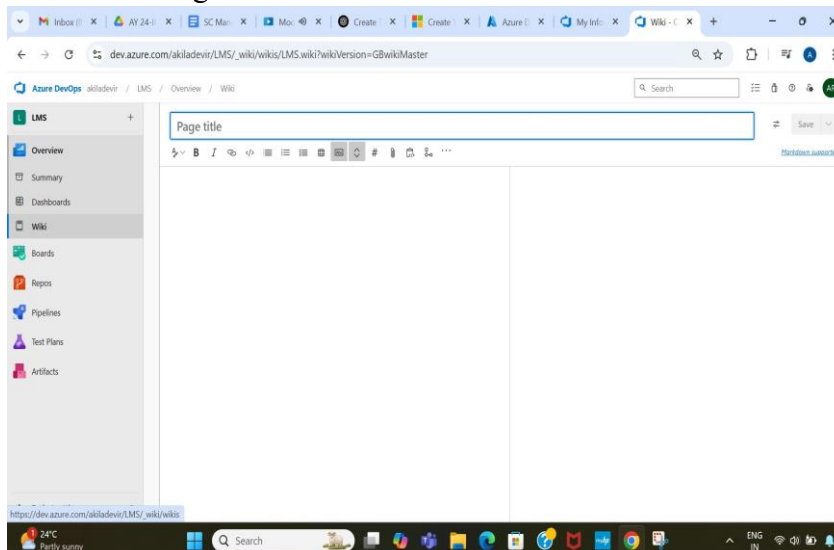 Inbox (
AY 24-
SC Man
Mod
Create
Create
Azure D
My Info
Wiki - C
dev.azure.com/akiladevir/LMS/_wiki/wikis/LMS.wiki?wikiVersion=GBwikiMaster
Azure DevOps akiladevir / LMS / Overview / Wiki
Search
LMS
Page title
Save
Overview
Summary
Dashboards
Wiki
Boards
Repos
Pipelines
Test Plans
Artifacts
https://dev.azure.com/akiladevir/LMS/_wiki/wikis
24°C
Partly sunny
Search
ENG
IN